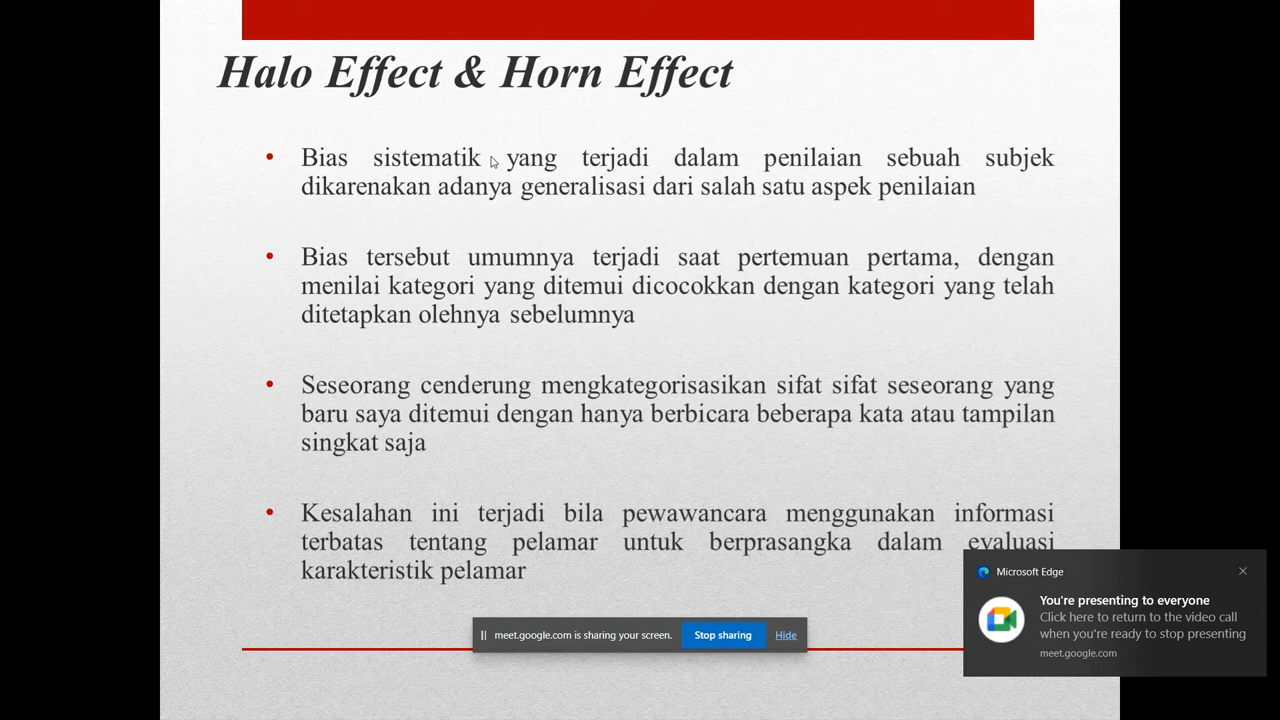 Halo Effect & Horn Effect
• Bias sistematik yang terjadi dalam penilaian sebuah subjek
dikarenakan adanya generalisasi dari salah satu aspek penilaian
• Bias tersebut umumnya terjadi saat pertemuan pertama, dengan
menilai kategori yang ditemui dicocokkan dengan kategori yang telah
ditetapkan olehnya sebelumnya
• Seseorang cenderung mengkategorisasikan sifat sifat seseorang yang
baru saya ditemui dengan hanya berbicara beberapa kata atau tampilan
singkat saja
• Kesalahan ini terjadi bila pewawancara menggunakan informasi
terbatas tentang pelamar untuk berprasangka dalam evaluasi
karakteristik pelamar
meet.google.com is sharing your screen. Stop sharing Hide
Microsoft Edge
You're presenting to everyone
Click here to return to the video call
when you're ready to stop presenting
meet.google.com